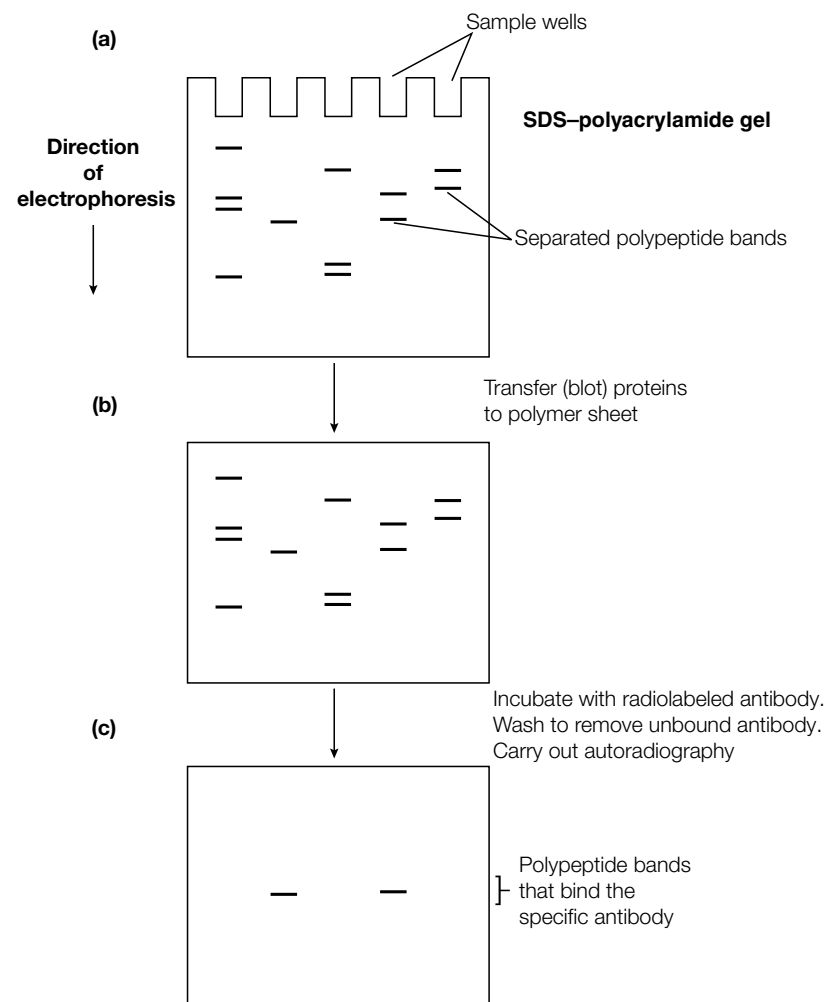 (a)
Sample wells
SDS–polyacrylamide gel
Direction
of
electrophoresis
Separated polypeptide bands
Transfer (blot) proteins
to polymer sheet
(b)
Incubate with radiolabeled antibody.
Wash to remove unbound antibody.
Carry out autoradiography
(c)
Polypeptide bands
that bind the
specific antibody